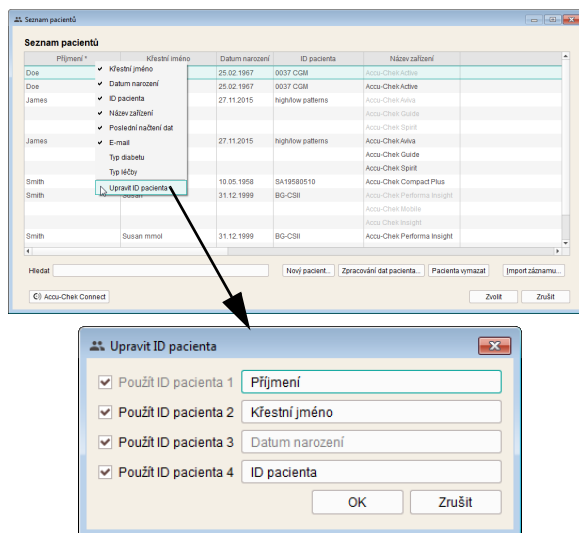 Seznam pacientů
Seznam pacientů
Příjmení * Křestní jméno Datum narození ID pacienta Název zařízení
Doe 25.02.1967 0037 CGM Accu-Chek Active
Doe 25.02.1967 0037 CGM Accu-Chek Active
James 27.11.2015 high/low patterns Accu-Chek Aviva
Accu-Chek Guide
Accu-Chek Spirit
James 27.11.2015 high/low patterns Accu-Chek Aviva
Accu-Chek Guide
Accu-Chek Spirit
Smith 10.05.1958 SA19580510 Accu-Chek Compact Plus
Smith Susan 31.12.1999 BG-CSII Accu-Chek Performa Insight
Accu-Chek Mobile
Accu-Chek Insight
Smith Susan mmol 31.12.1999 BG-CSII Accu-Chek Performa Insight
Křestní jméno
Datum narození
ID pacienta
Název zařízení
Poslední načtení dat
E-mail
Typ diabetu
Typ léčby
Upravit ID pacienta
Hledat Nový pacient... Zpracování dat pacienta... Pacienta vymazat Import záznamu...
Accu-Chek Connect Zvolit Zrušit
Upravit ID pacienta
Použít ID pacienta 1 Příjmení
Použít ID pacienta 2 Křestní jméno
Použít ID pacienta 3 Datum narození
Použít ID pacienta 4 ID pacienta
OK Zrušit